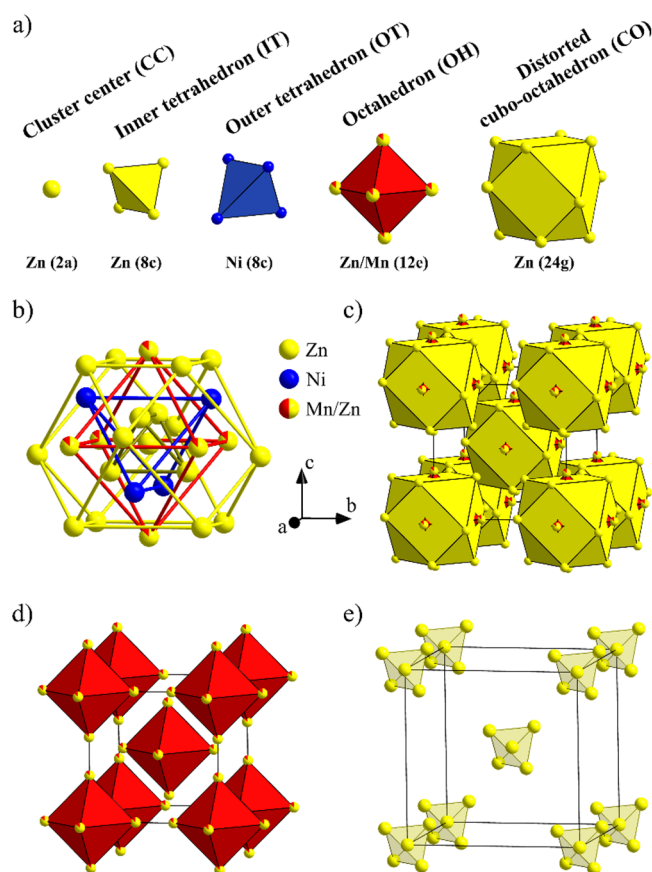 a)
Cluster center (CC)
Inner tetrahedron (IT)
Outer tetrahedron (OT)
Octahedron (OH)
Distorted
cubo-octahedron (CO)
Zn (2a)
Zn (8c)
Ni (8c)
Zn/Mn (12e)
Zn (24g)
b)
Zn
Ni
Mn/Zn
c
b
a
c)
d)
e)